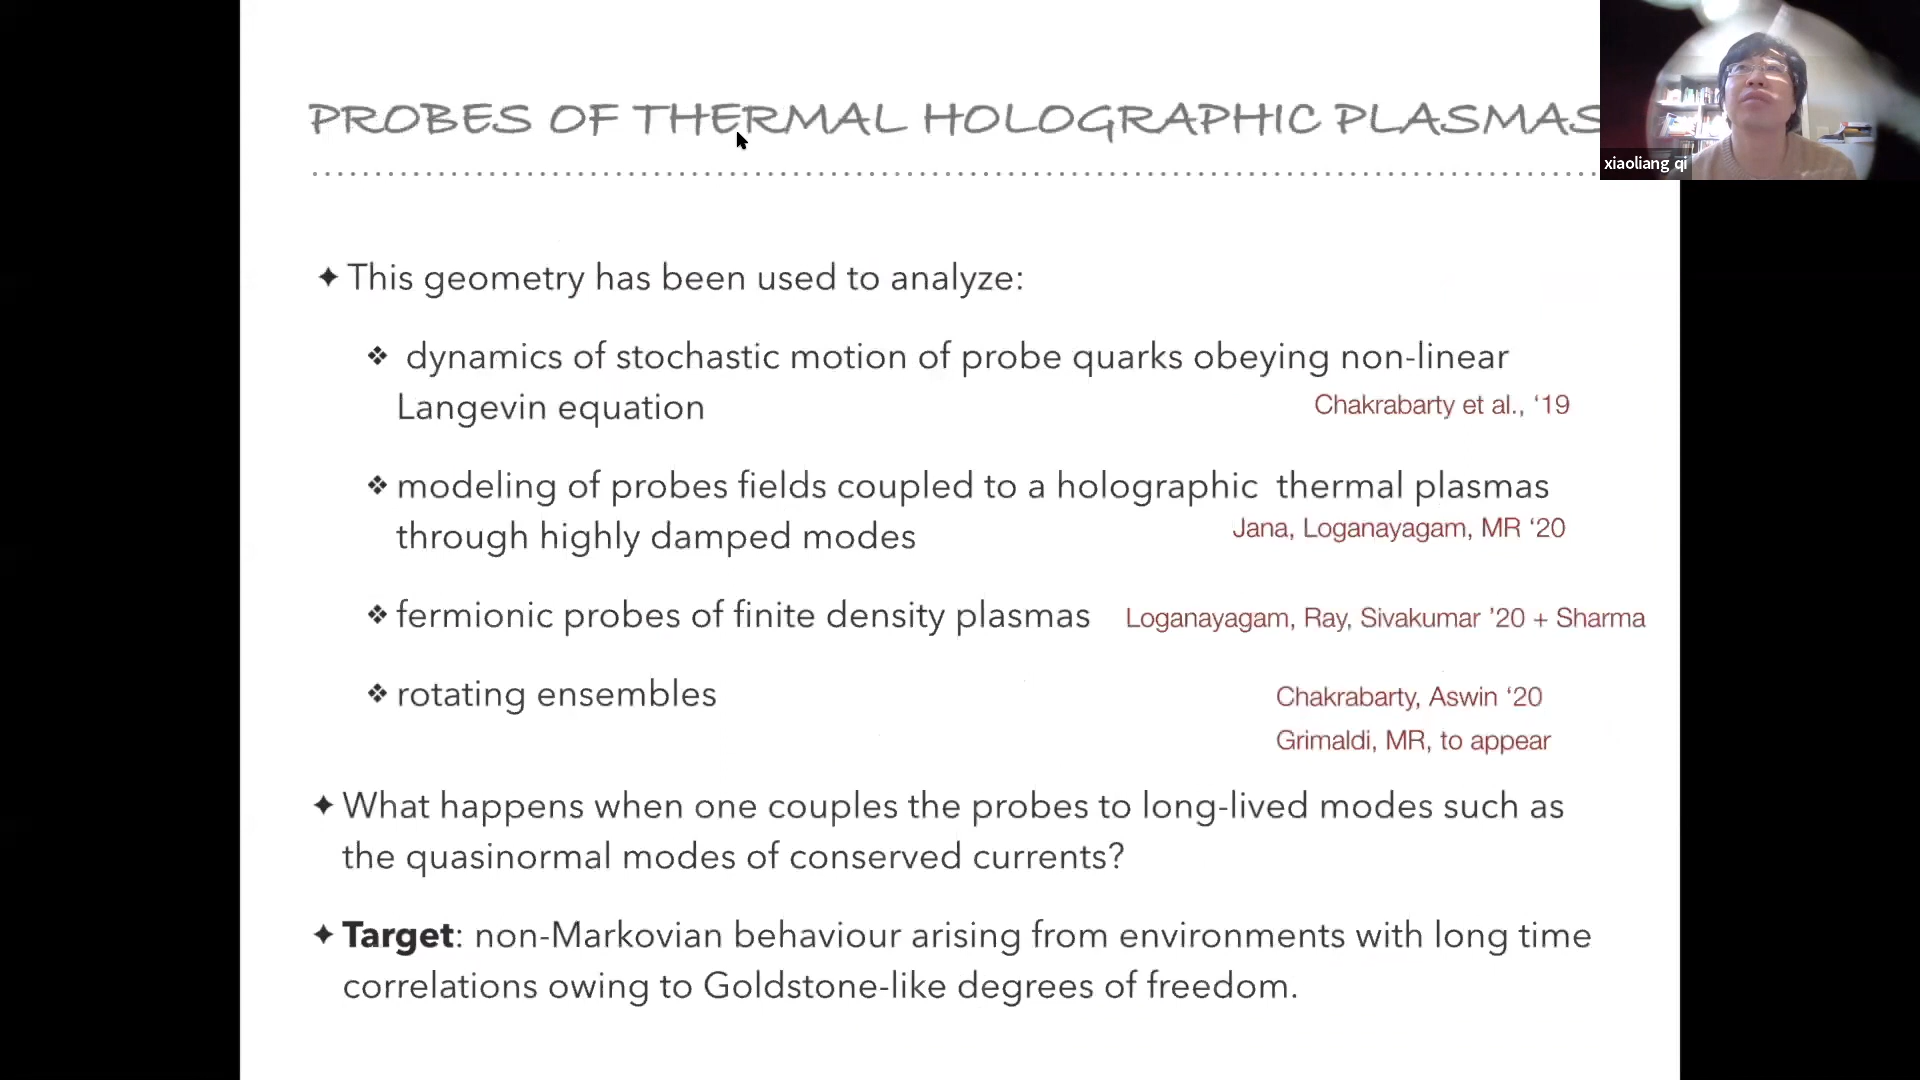 PROBES OF THERMAL HOLOGRAPHIC PLASMAS
xiaoliang qi
✦ This geometry has been used to analyze:
❖ dynamics of stochastic motion of probe quarks obeying non-linear
Langevin equation
Chakrabarty et al., ‘19
❖ modeling of probes fields coupled to a holographic thermal plasmas
through highly damped modes
Jana, Loganayagam, MR ‘20
❖ fermionic probes of finite density plasmas
Loganayagam, Ray, Sivakumar ’20 + Sharma
❖ rotating ensembles
Chakrabarty, Aswin ‘20
Grimaldi, MR, to appear
✦ What happens when one couples the probes to long-lived modes such as
the quasinormal modes of conserved currents?
✦ Target: non-Markovian behaviour arising from environments with long time
correlations owing to Goldstone-like degrees of freedom.